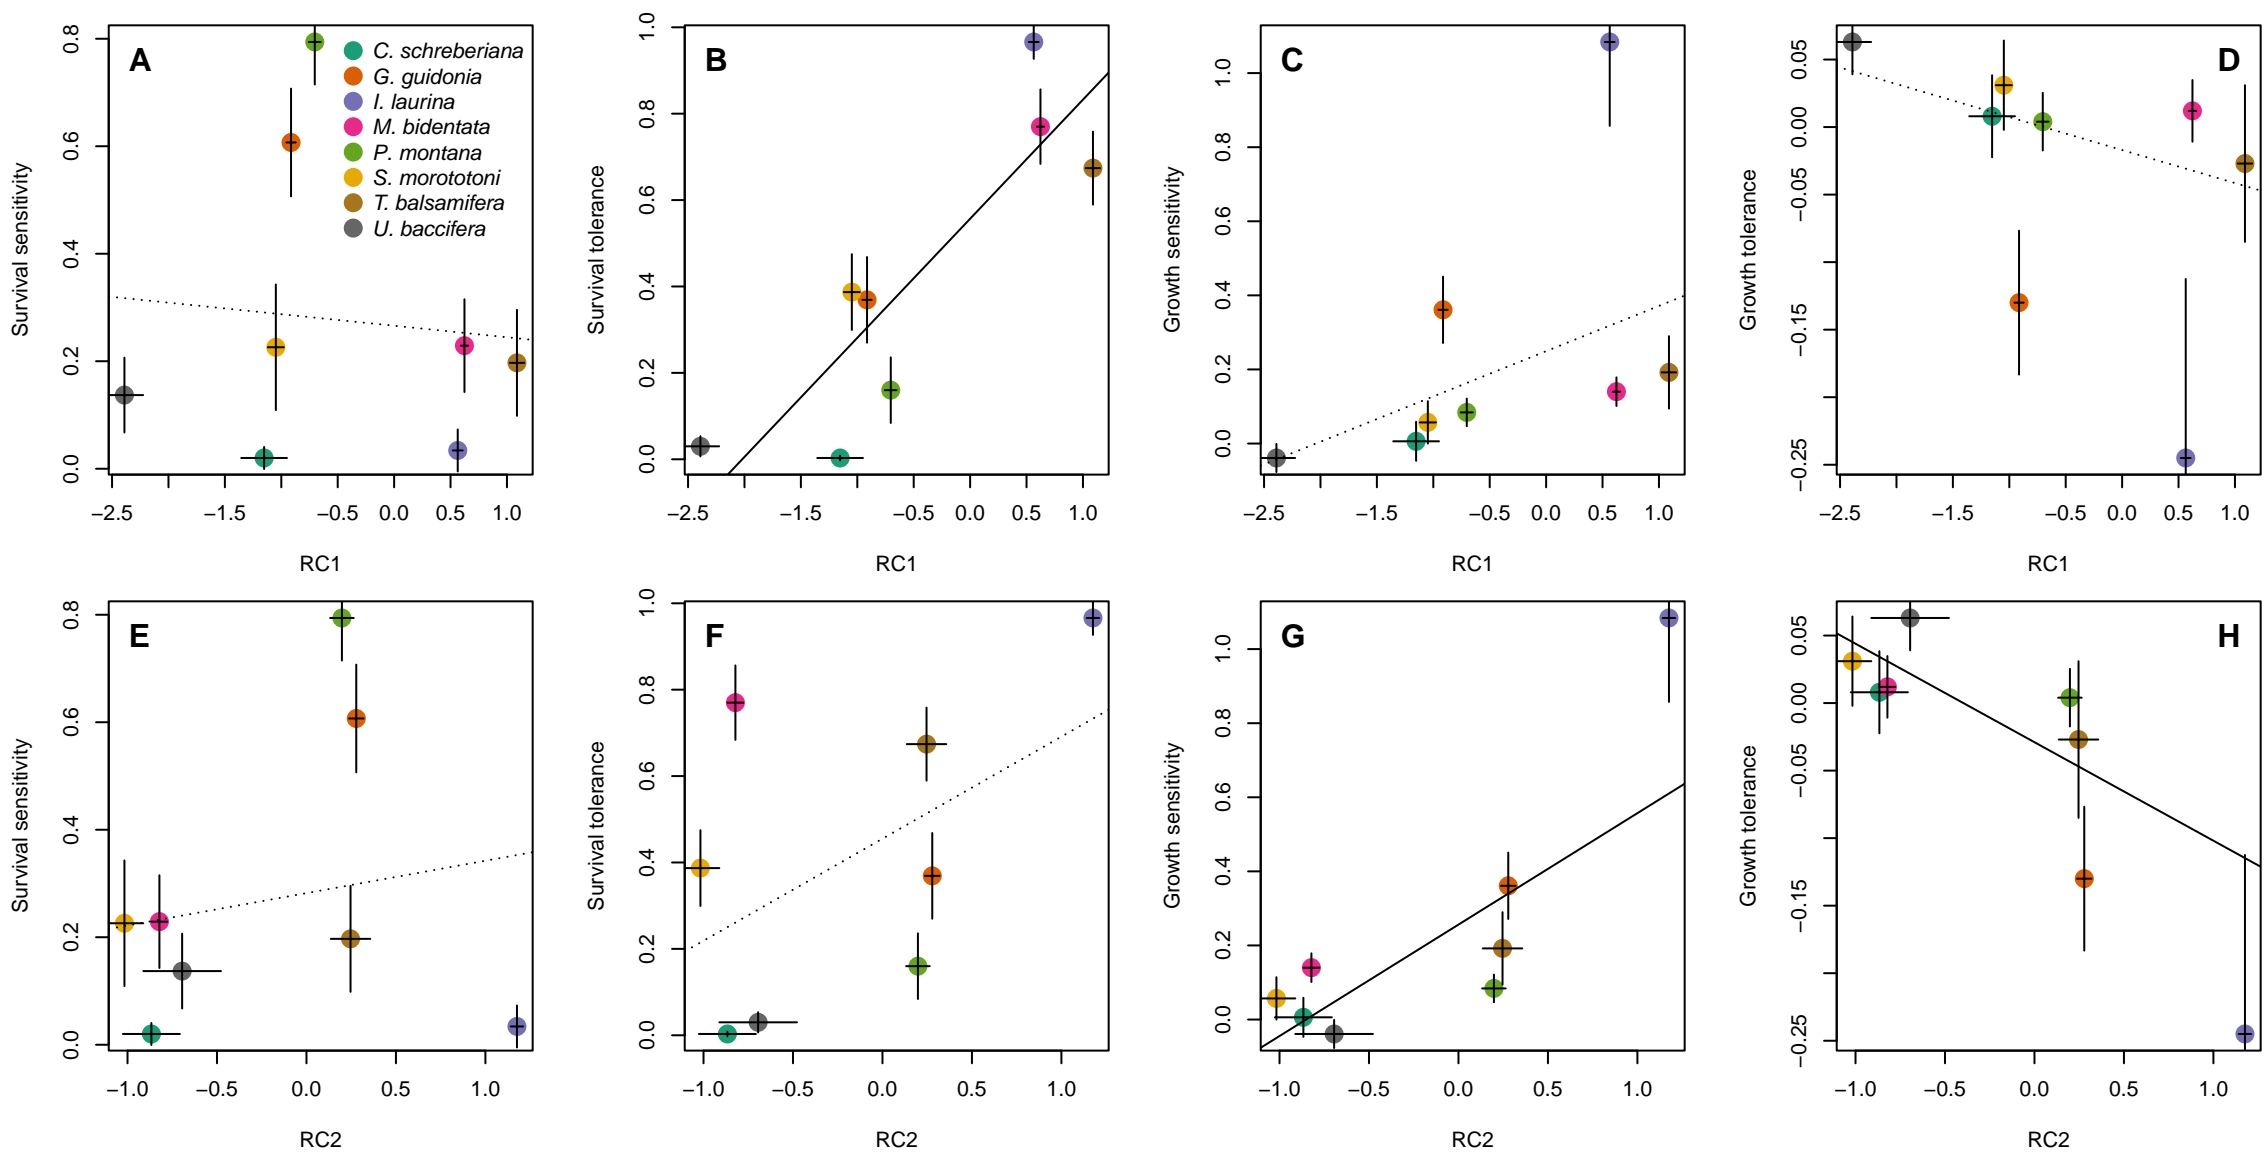 A
C. schreberiana
G. guidonia
I. laurina
M. bidentata
P. montana
S. morototoni
T. balsamifera
U. baccifera
Survival sensitivity
0.0 0.2 0.4 0.6 0.8
−2.5 −1.5 −0.5 0.0 0.5 1.0
RC1
B
Survival tolerance
0.0 0.2 0.4 0.6 0.8 1.0
−2.5 −1.5 −0.5 0.0 0.5 1.0
RC1
C
Growth sensitivity
0.0 0.2 0.4 0.6 0.8 1.0
−2.5 −1.5 −0.5 0.0 0.5 1.0
RC1
D
Growth tolerance
−0.25 −0.15 −0.05 0.00 0.05
−2.5 −1.5 −0.5 0.0 0.5 1.0
RC1
E
Survival sensitivity
0.0 0.2 0.4 0.6 0.8
−1.0 −0.5 0.0 0.5 1.0
RC2
F
Survival tolerance
0.0 0.2 0.4 0.6 0.8 1.0
−1.0 −0.5 0.0 0.5 1.0
RC2
G
Growth sensitivity
0.0 0.2 0.4 0.6 0.8 1.0
−1.0 −0.5 0.0 0.5 1.0
RC2
H
Growth tolerance
−0.25 −0.15 −0.05 0.00 0.05
−1.0 −0.5 0.0 0.5 1.0
RC2